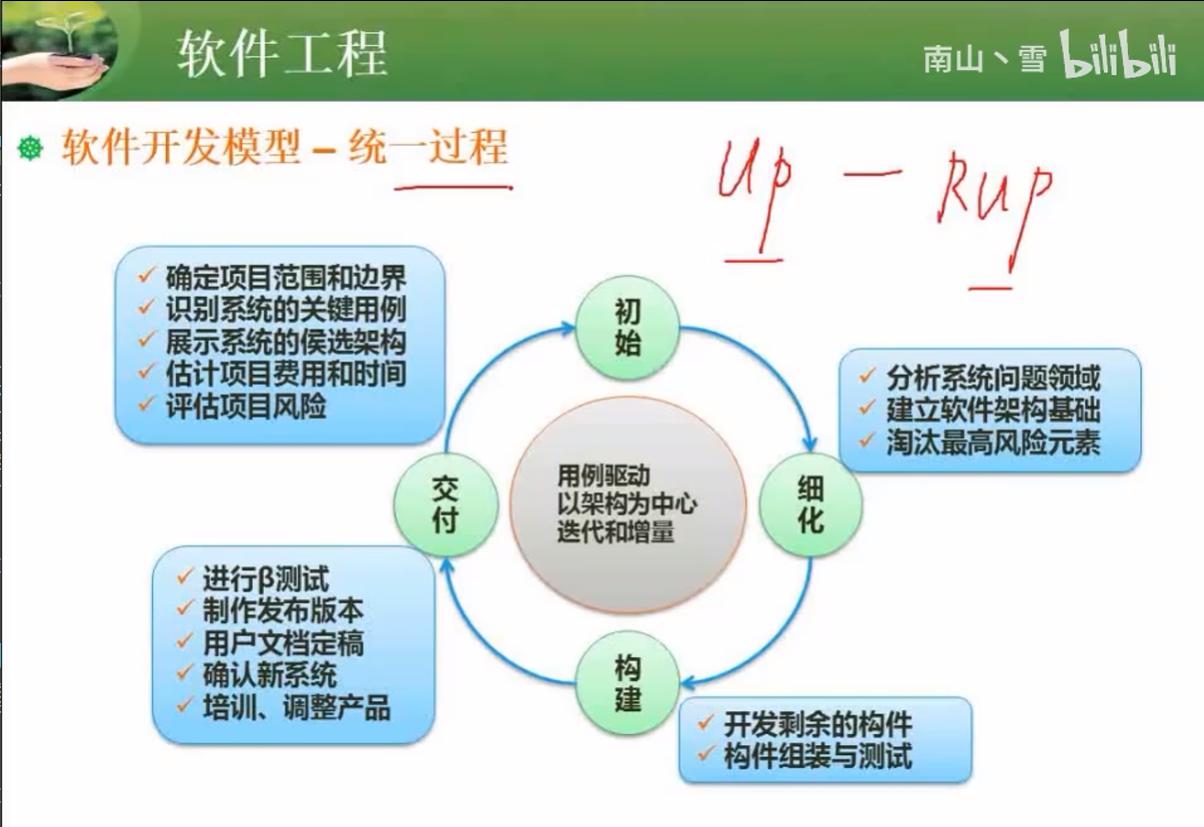 软件工程
南山丶雪 bilibili
软件开发模型 – 统一过程
Up — Rup
确定项目范围和边界
识别系统的关键用例
展示系统的侯选架构
估计项目费用和时间
评估项目风险
初始
分析系统问题领域
建立软件架构基础
淘汰最高风险元素
交付
用例驱动
以架构为中心
迭代和增量
细化
进行β测试
制作发布版本
用户文档定稿
确认新系统
培训、调整产品
构建
开发剩余的构件
构件组装与测试